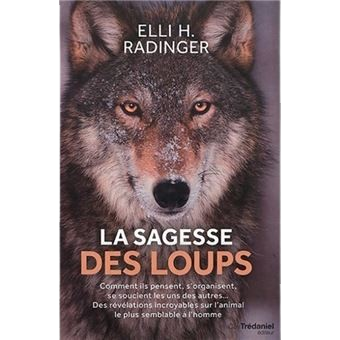 ELLI H.
RADINGER
LA SAGESSE
DES LOUPS
Comment ils pensent, s'organisent,
se soucient les uns des autres...
Des révélations incroyables sur l'animal
le plus semblable à l'homme
Trédaniel
éditeur